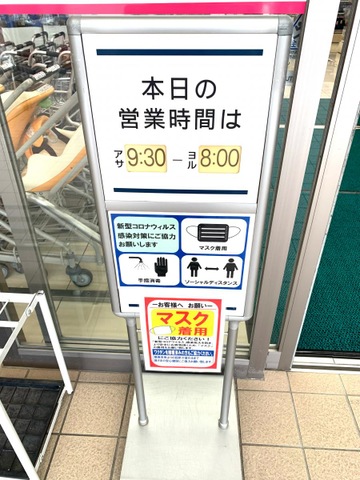 本日の
営業時間は
アサ 9:30 ― ヨル 8:00
新型コロナウィルス
感染対策にご協力
お願いします
マスク着用
手指消毒
ソーシャルディスタンス
―お客様へ お願い―
マスク
着用
にご協力ください!